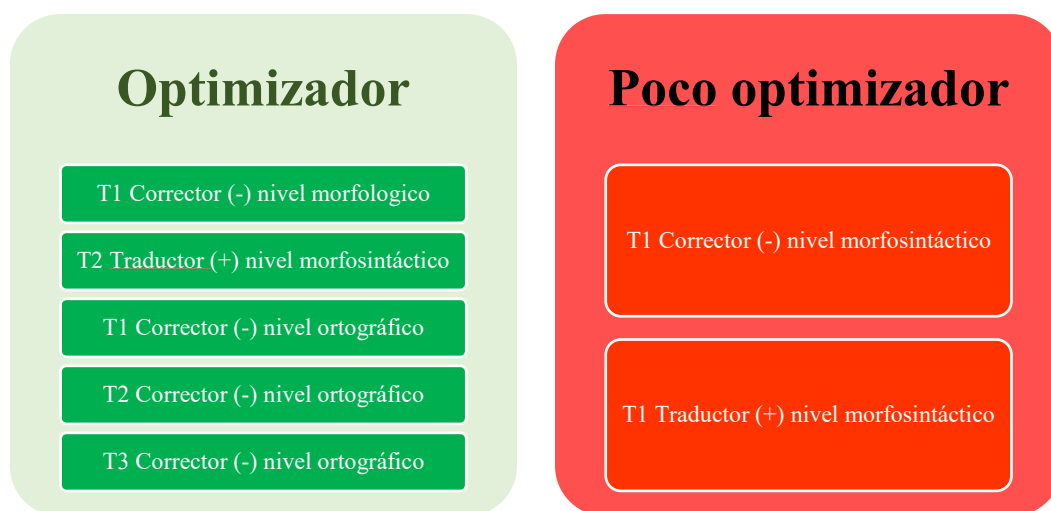 Optimizador
T1 Corrector (-) nivel morfologico
T2 Traductor (+) nivel morfosintáctico
T1 Corrector (-) nivel ortográfico
T2 Corrector (-) nivel ortográfico
T3 Corrector (-) nivel ortográfico
Poco optimizador
T1 Corrector (-) nivel morfosintáctico
T1 Traductor (+) nivel morfosintáctico